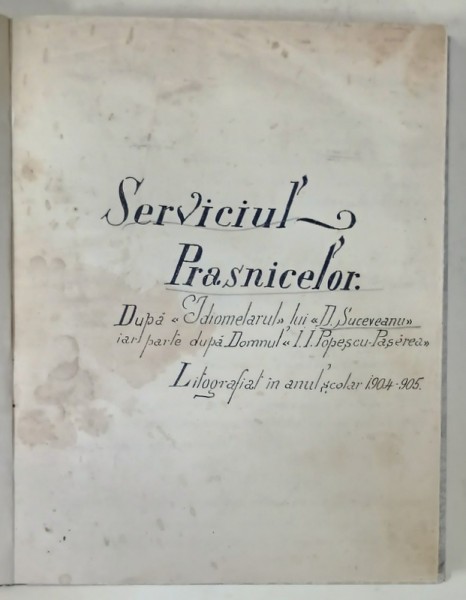 Serviciul
Prasnicelor.
După «Idiomelarul» lui «D. Suceveanu»
iar parte după Domnul «I. I. Popescu-Pasărea»
Litografiat în anul școlar 1904-905.